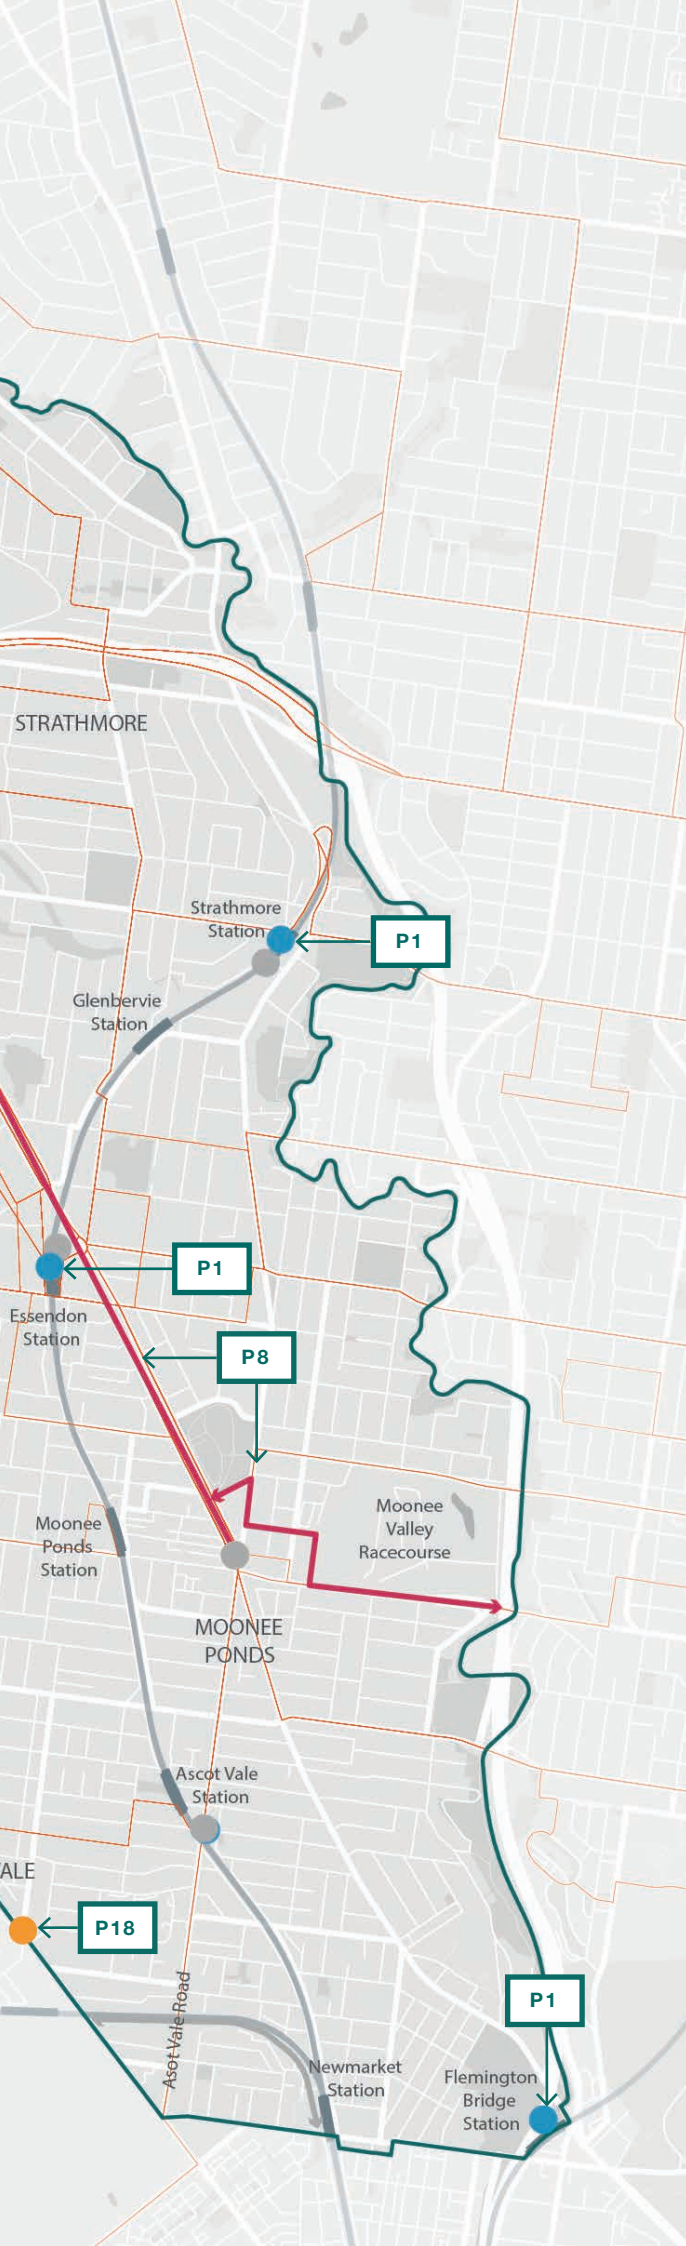 STRATHMORE
Strathmore
Station
P1
Glenbervie
Station
P1
Essendon
Station
P8
Moonee
Valley
Racecourse
Moonee
Ponds
Station
MOONEE
PONDS
Ascot Vale
Station
ALE
P18
Asot Vale Road
P1
Newmarket
Station
Flemington
Bridge
Station